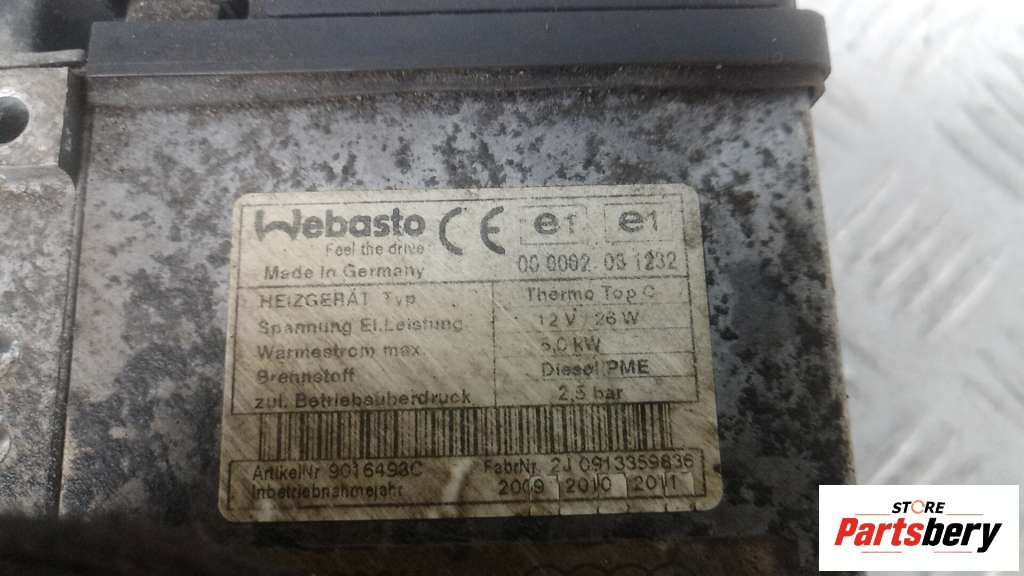 Webasto
Feel the drive
CE e1 e1
Made in Germany
00 0002 03 1232
HEIZGERÄT Typ Thermo Top C
Spannung El.Leistung 12 V / 26 W
Wärmestrom max. 5,0 kW
Brennstoff Diesel/PME
zul. Betriebsüberdruck 2,5 bar
ArtikelNr 9016493C FabrNr. 2J 0913359836
Inbetriebnahmejahr 2009 2010 2011
STORE
Partsbery